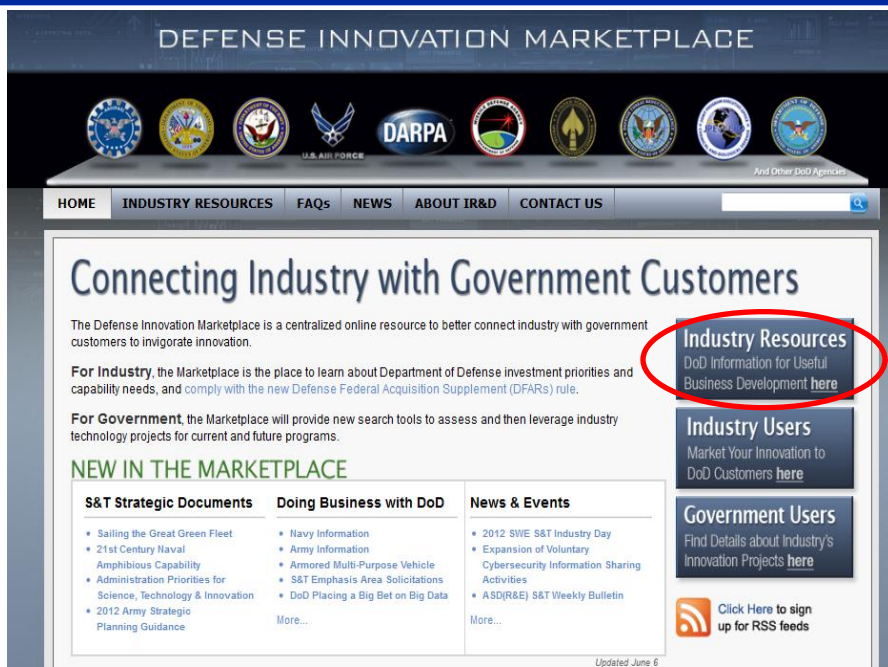 DEFENSE INNOVATION MARKETPLACE
U.S. AIR FORCE
DARPA
And Other DoD Agencies
HOME INDUSTRY RESOURCES FAQs NEWS ABOUT IR&D CONTACT US
Connecting Industry with Government Customers
The Defense Innovation Marketplace is a centralized online resource to better connect industry with government
customers to invigorate innovation.
For Industry, the Marketplace is the place to learn about Department of Defense investment priorities and
capability needs, and comply with the new Defense Federal Acquisition Supplement (DFARs) rule.
For Government, the Marketplace will provide new search tools to assess and then leverage industry
technology projects for current and future programs.
NEW IN THE MARKETPLACE
S&T Strategic Documents
• Sailing the Great Green Fleet
• 21st Century Naval
Amphibious Capability
• Administration Priorities for
Science, Technology & Innovation
• 2012 Army Strategic
Planning Guidance
Doing Business with DoD
• Navy Information
• Army Information
• Armored Multi-Purpose Vehicle
• S&T Emphasis Area Solicitations
• DoD Placing a Big Bet on Big Data
More...
News & Events
• 2012 SWE S&T Industry Day
• Expansion of Voluntary
Cybersecurity Information Sharing
Activities
• ASD(R&E) S&T Weekly Bulletin
More...
Updated June 6
Industry Resources
DoD Information for Useful
Business Development here
Industry Users
Market Your Innovation to
DoD Customers here
Government Users
Find Details about Industry's
Innovation Projects here
Click Here to sign
up for RSS feeds